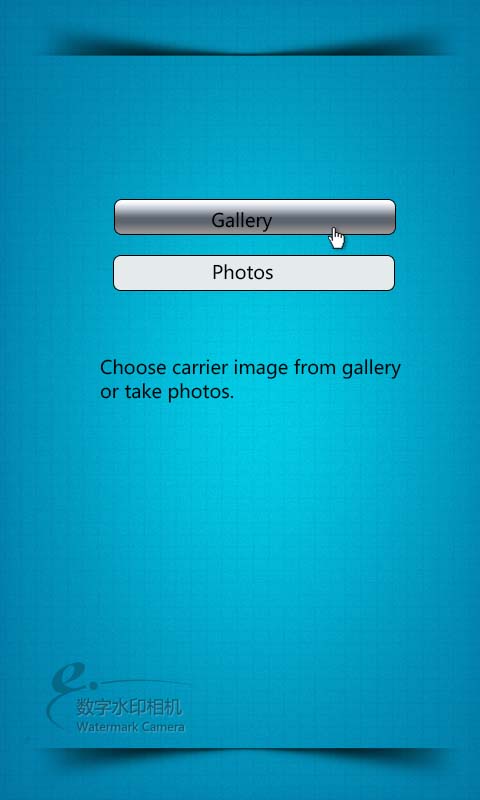 Gallery
Photos
Choose carrier image from gallery
or take photos.
e
数字水印相机
Watermark Camera